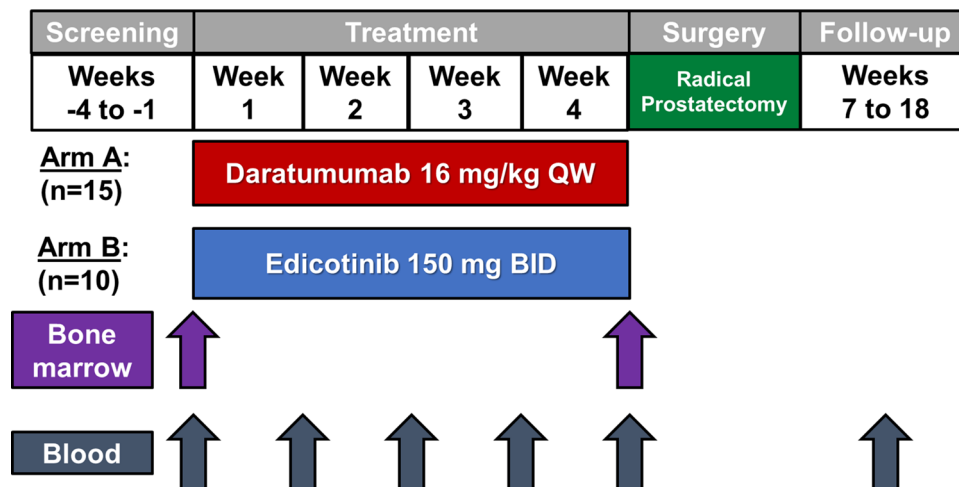 Screening Treatment Surgery Follow-up
Weeks -4 to -1
Week 1
Week 2
Week 3
Week 4
Radical Prostatectomy
Weeks 7 to 18
Arm A:
(n=15)
Daratumumab 16 mg/kg QW
Arm B:
(n=10)
Edicotinib 150 mg BID
Bone
marrow
Blood